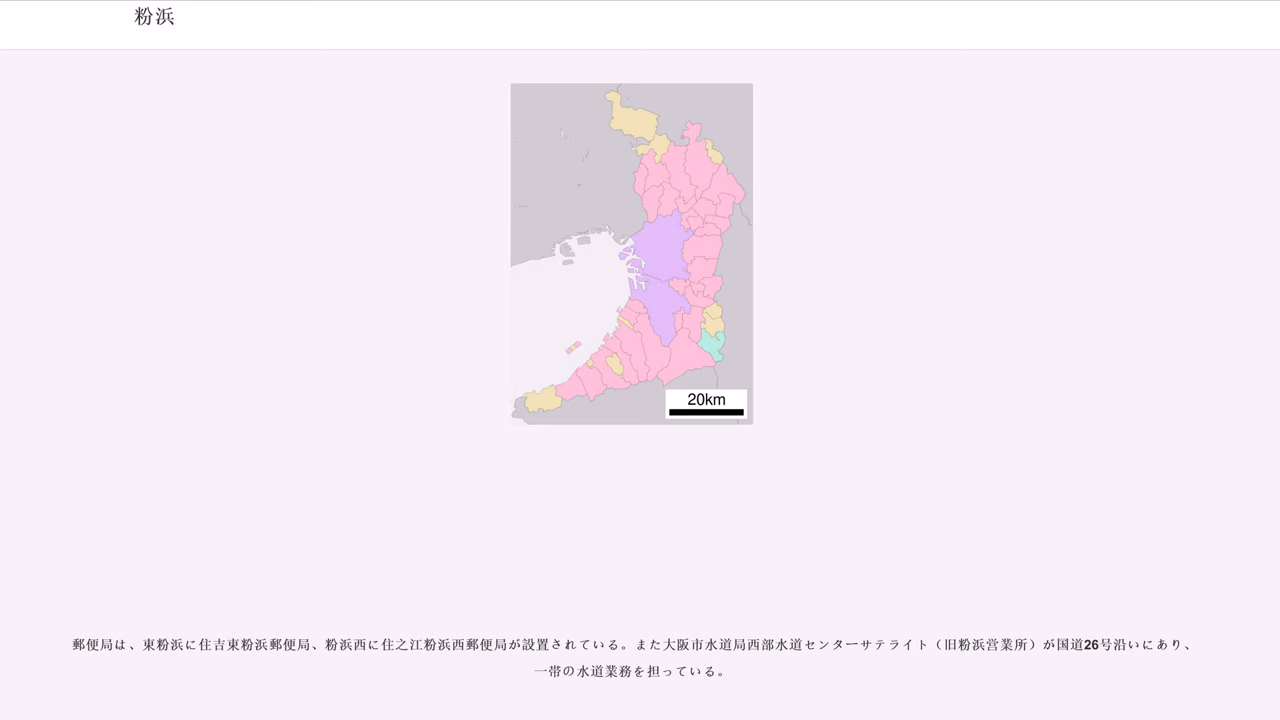 粉浜
20km
郵便局は、東粉浜に住吉東粉浜郵便局、粉浜西に住之江粉浜西郵便局が設置されている。また大阪市水道局西部水道センターサテライト（旧粉浜営業所）が国道26号沿いにあり、
一帯の水道業務を担っている。